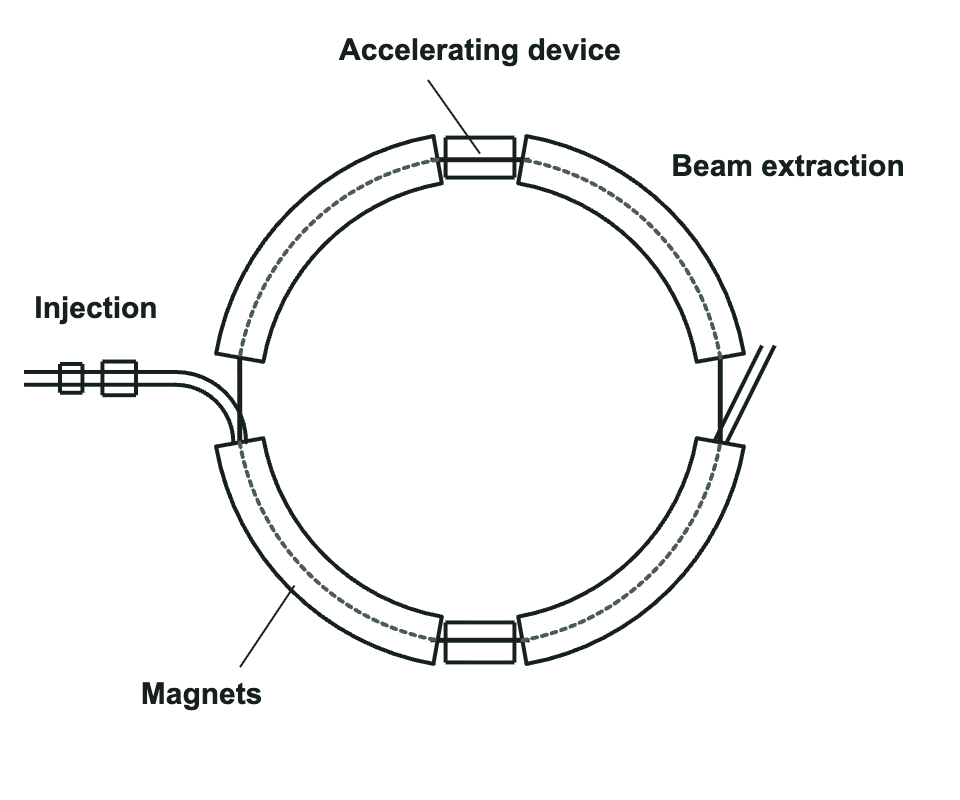 Accelerating device
Beam extraction
Injection
Magnets